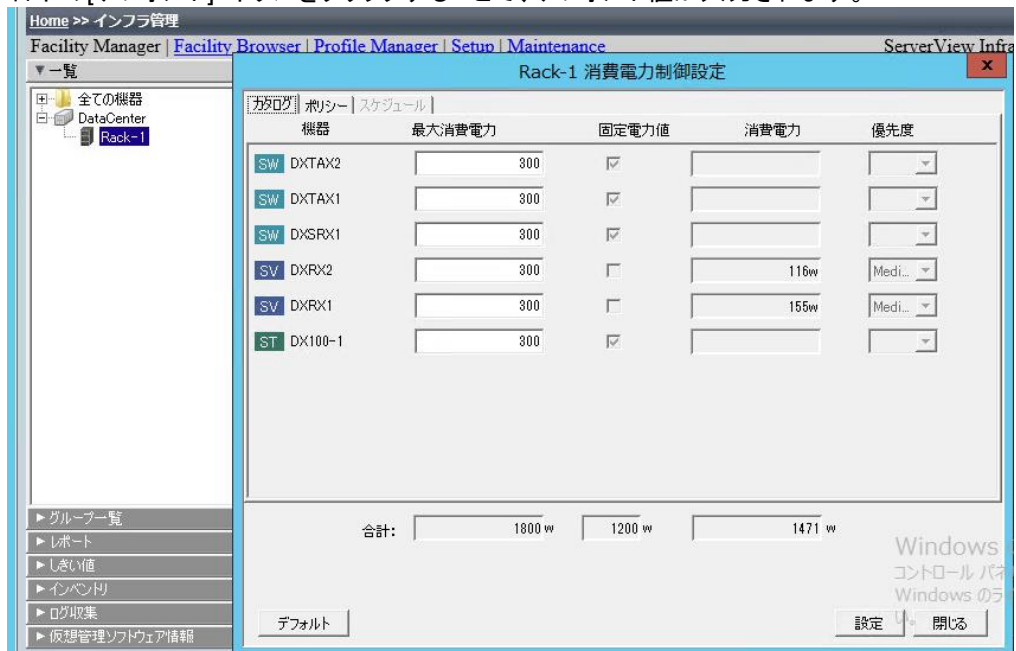 Home >> インフラ管理
Facility Manager | Facility Browser | Profile Manager | Setup | Maintenance
ServerView Infra
▼一覧
Rack-1 消費電力制御設定
x
全ての機器
DataCenter
Rack-1
カタログ ポリシー スケジュール
機器 最大消費電力 固定電力値 消費電力 優先度
SW DXTAX2 300
SW DXTAX1 300
SW DXSRX1 300
SV DXRX2 300 116w Medi...
SV DXRX1 300 155w Medi...
ST DX100-1 300
合計: 1800 w 1200 w 1471 w
▶グループ一覧
▶レポート
▶しきい値
▶インベントリ
▶ログ収集
▶仮想管理ソフトウェア情報
Windows
コントロール パネ
Windows のラ
い。
デフォルト 設定 閉じる